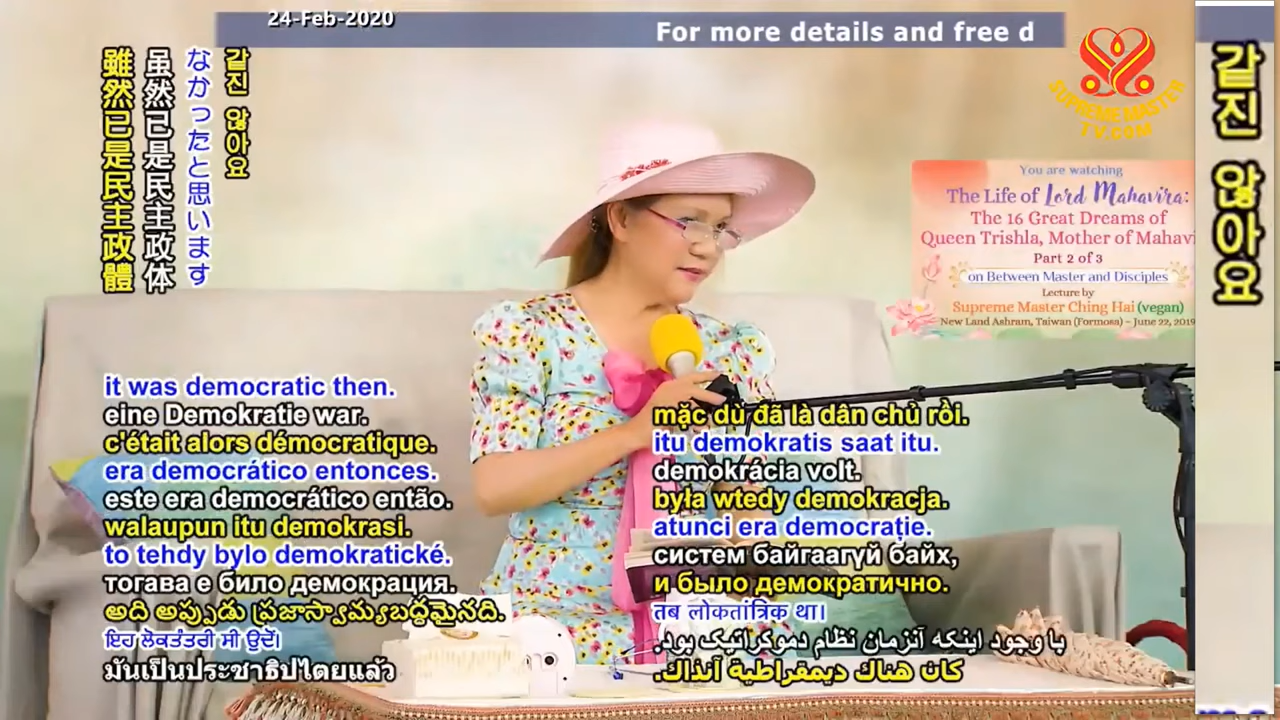 24-Feb-2020
For more details and free d
SUPREME MASTER
TV.COM
雖然已是民主政體
虽然已是民主政体
なかったと思います
같진 않아요
같진 않아요
You are watching
The Life of Lord Mahavira:
The 16 Great Dreams of
Queen Trishla, Mother of Mahavi
Part 2 of 3
on Between Master and Disciples
Lecture by
Supreme Master Ching Hai (vegan)
New Land Ashram, Taiwan (Formosa) – June 22, 2019
it was democratic then.
eine Demokratie war.
c'était alors démocratique.
era democrático entonces.
este era democrático então.
walaupun itu demokrasi.
to tehdy bylo demokratické.
тогава е било демокрация.
అది అప్పుడు ప్రజాస్వామ్యబద్ధమైనది.
ਇਹ ਲੋਕਤੰਤਰੀ ਸੀ ਉਦੋਂ।
มันเป็นประชาธิปไตยแล้ว
mặc dù đã là dân chủ rồi.
itu demokratis saat itu.
demokrácia volt.
była wtedy demokracja.
atunci era democrație.
систем байгаагүй байх,
и было демократично.
तब लोकतांत्रिक था।
با وجود اینکه آنزمان نظام دموکراتیک بود.
كان هناك ديمقراطية آنذاك.